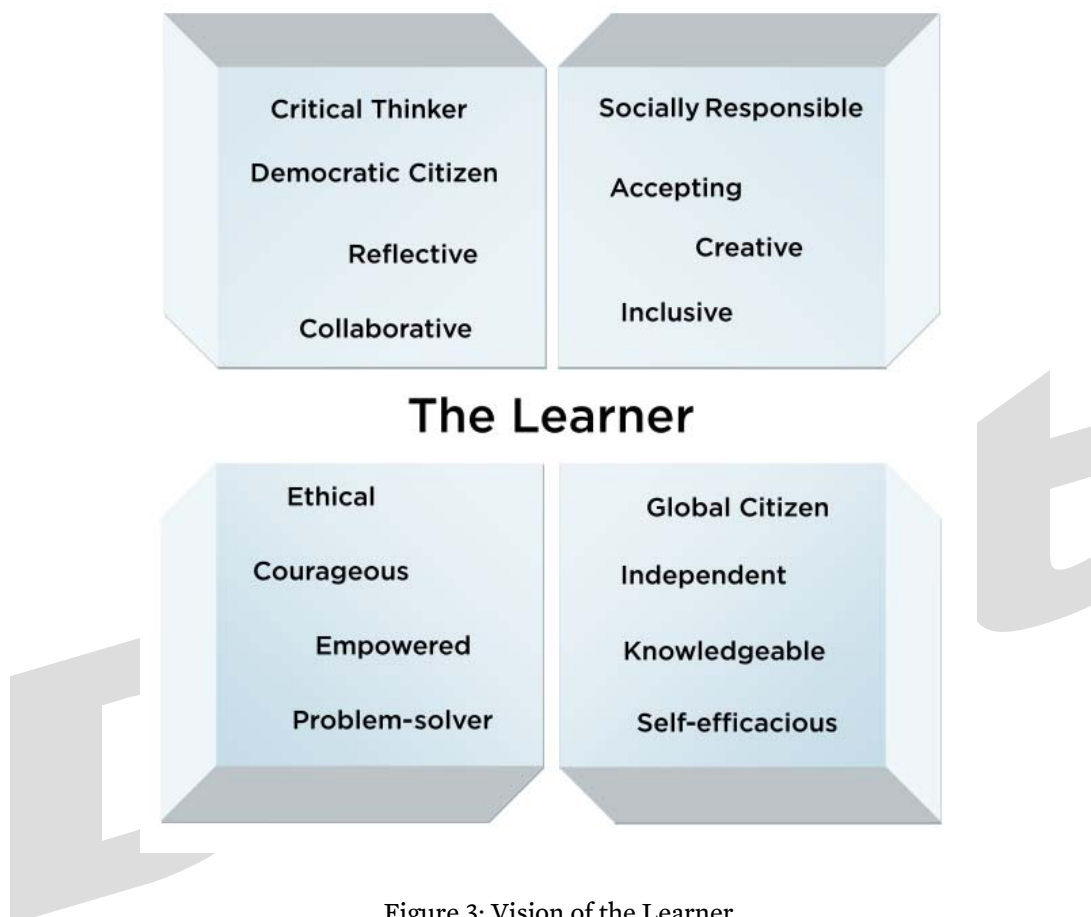 Critical Thinker
Democratic Citizen
Reflective
Collaborative
Socially Responsible
Accepting
Creative
Inclusive
The Learner
Ethical
Courageous
Empowered
Problem-solver
Global Citizen
Independent
Knowledgeable
Self-efficacious
Figure 3: Vision of the Learner